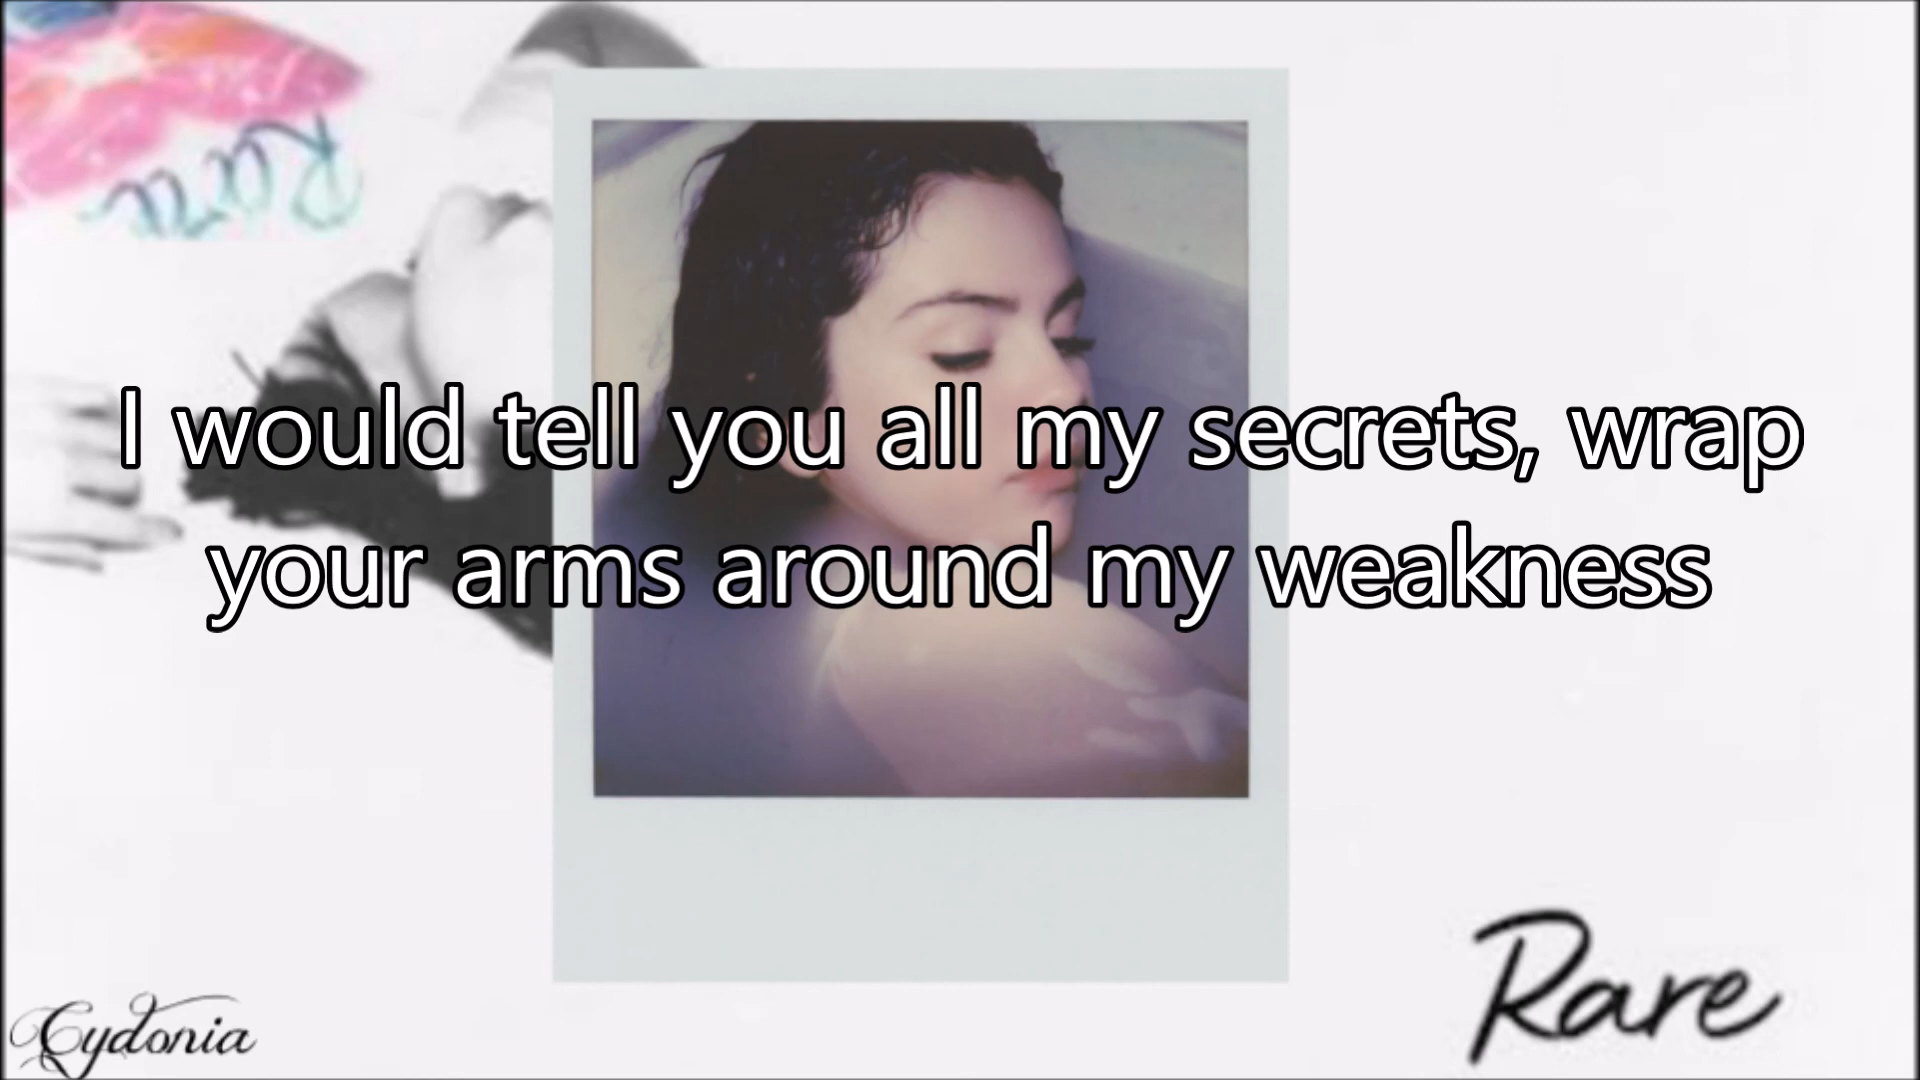 Rare
I would tell you all my secrets, wrap
your arms around my weakness
Rare
Cydonia